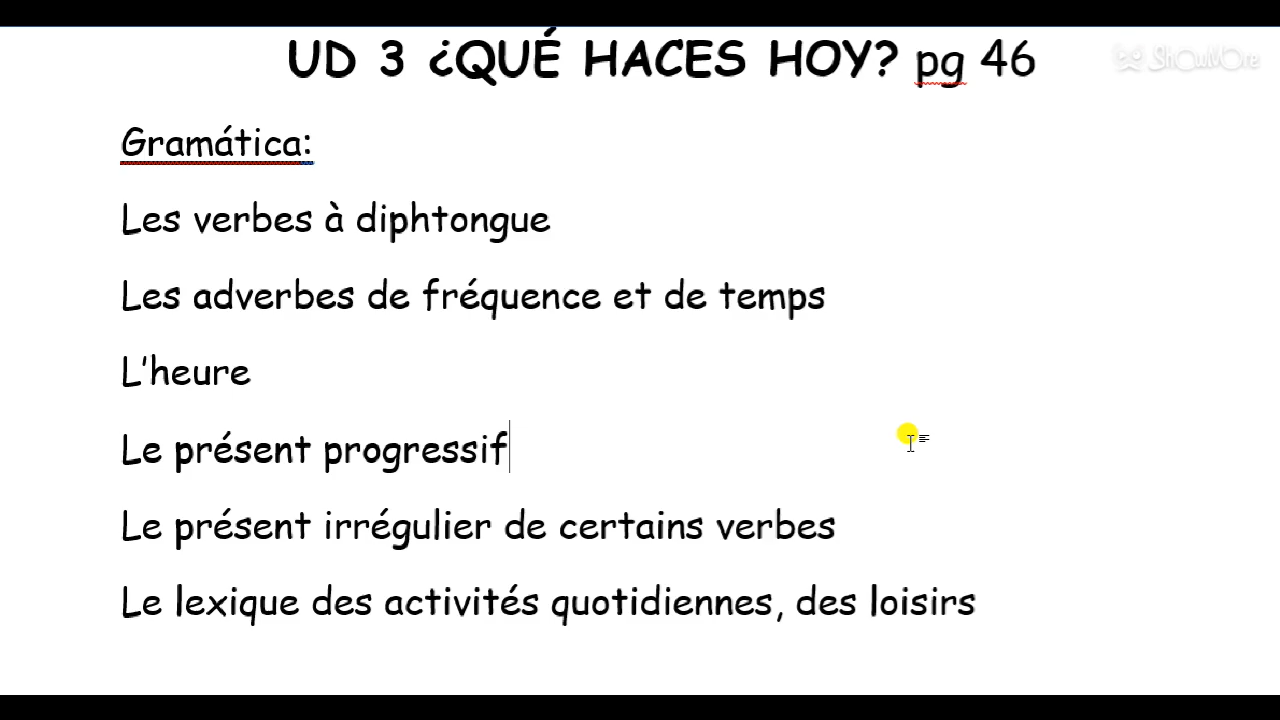 UD 3 ¿QUÉ HACES HOY? pg 46
ShowMore
Gramática:
Les verbes à diphtongue
Les adverbes de fréquence et de temps
L'heure
Le présent progressif
Le présent irrégulier de certains verbes
Le lexique des activités quotidiennes, des loisirs